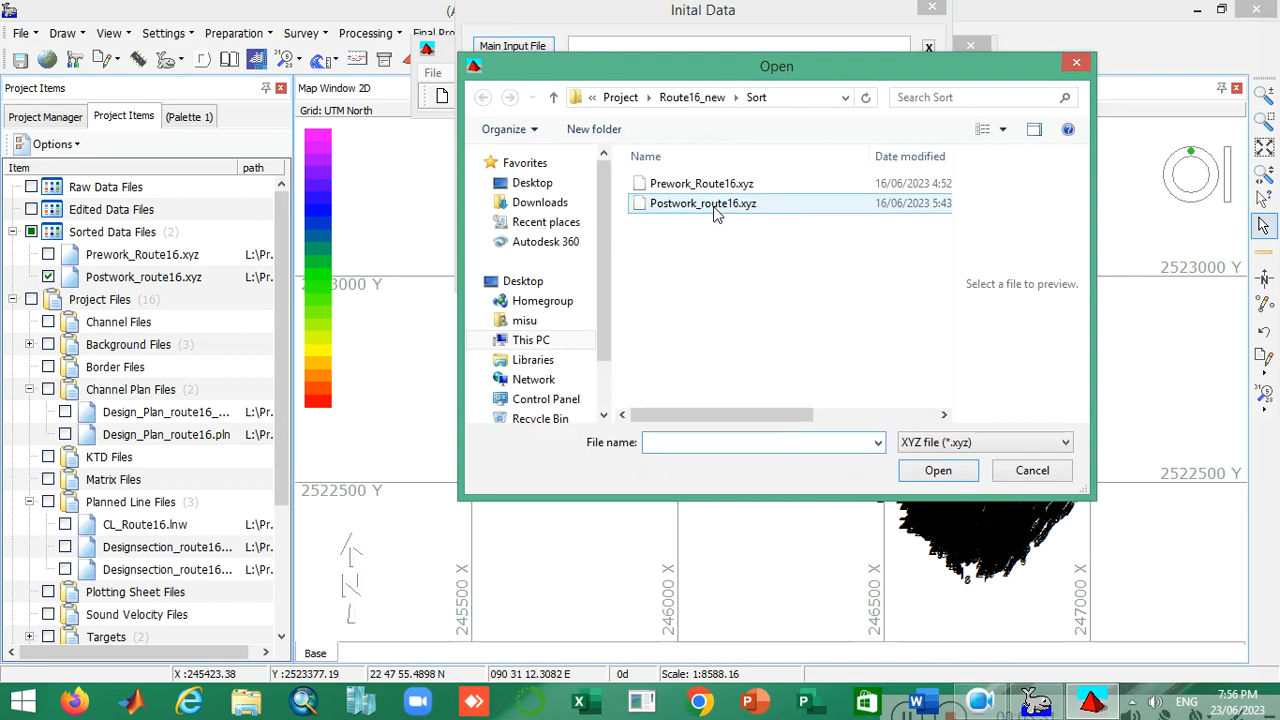 Inital Data
File Draw View Settings Preparation Survey Processing Final Pr
Main Input File
x
File
Project Items
Map Window 2D
Project Manager Project Items (Palette 1)
Grid: UTM North
Options
Item path
Raw Data Files
Edited Data Files
Sorted Data Files (2)
Prework_Route16.xyz L:\Pr.
Postwork_route16.xyz L:\Pr.
Project Files (16)
Channel Files
Background Files (3)
Border Files
Channel Plan Files (2)
Design_Plan_route16_... L:\Pr.
Design_Plan_route16.pln L:\Pr.
KTD Files
Matrix Files
Planned Line Files (3)
CL_Route16.lnw L:\Pr.
Designsection_route16... L:\Pr.
Designsection_route16... L:\Pr.
Plotting Sheet Files
Sound Velocity Files
Targets (2)
Open
« Project Route16_new Sort
Search Sort
Organize New folder
Favorites
Desktop
Downloads
Recent places
Autodesk 360
Desktop
Homegroup
misu
This PC
Libraries
Network
Control Panel
Recycle Bin
Name Date modified
Prework_Route16.xyz 16/06/2023 4:52
Postwork_route16.xyz 16/06/2023 5:43
Select a file to preview.
File name: XYZ file (*.xyz)
Open Cancel
3000 Y
2523000 Y
2522500 Y
2522500 Y
245500 X
246000 X
246500 X
247000 X
Base
X :245423.38 Y :2523377.19 22 47 55.4898 N 090 31 12.3082 E 0d Scale: 1:8588.16
ENG
7:56 PM
23/06/2023